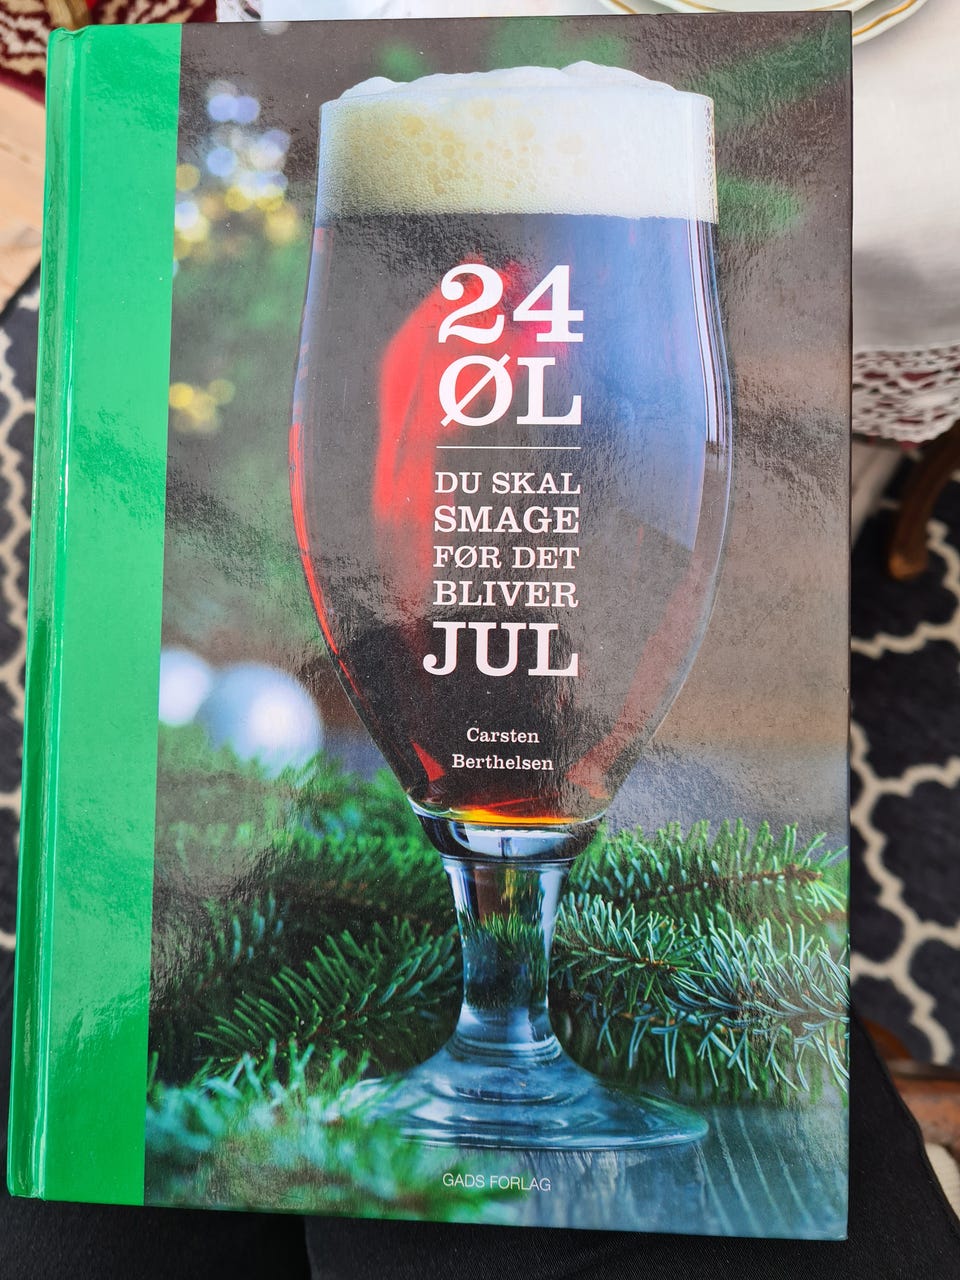 24
ØL
DU SKAL
SMAGE
FØR DET
BLIVER
JUL
Carsten
Berthelsen
GADS FORLAG